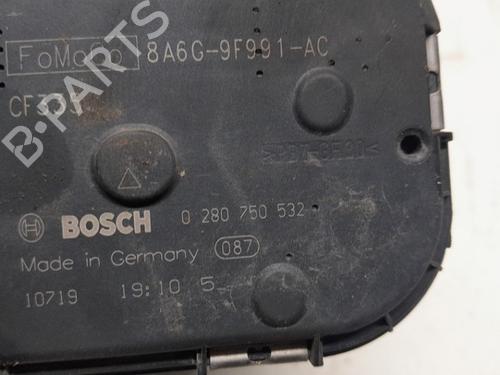 FoMoCo 8A6G-9F991-AC
BOSCH 0 280 750 532
Made in Germany 087
10719 19:10 5
B-PARTS